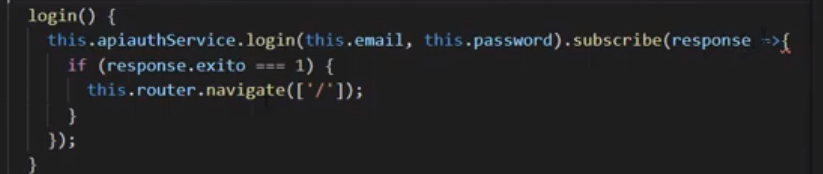 login() {
this.apiauthService.login(this.email, this.password).subscribe(response =>{
if (response.exito === 1) {
this.router.navigate(['/']);
}
});
}